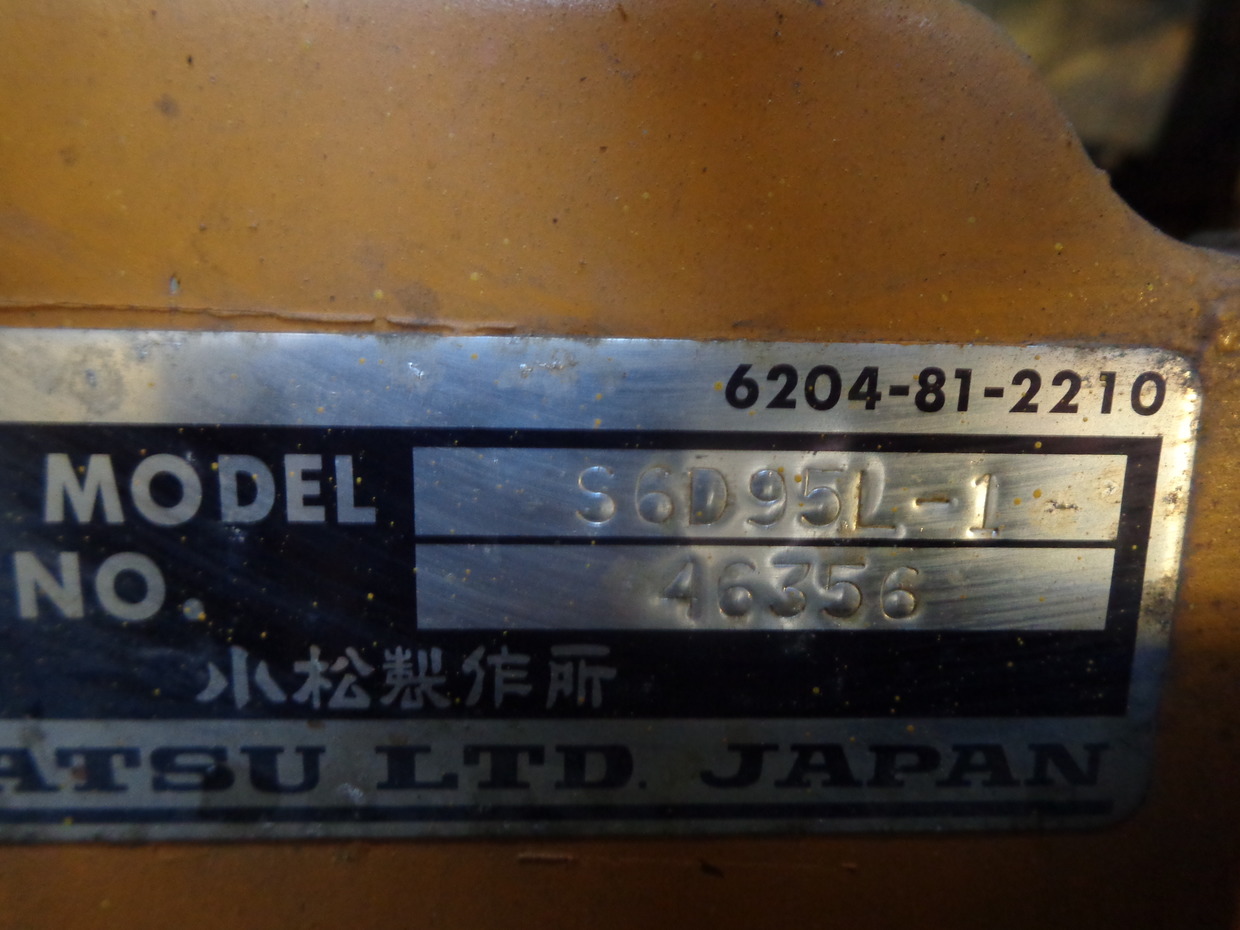 6204-81-2210
MODEL S6D95L-1
NO. 46356
小松製作所
ATSU LTD. JAPAN